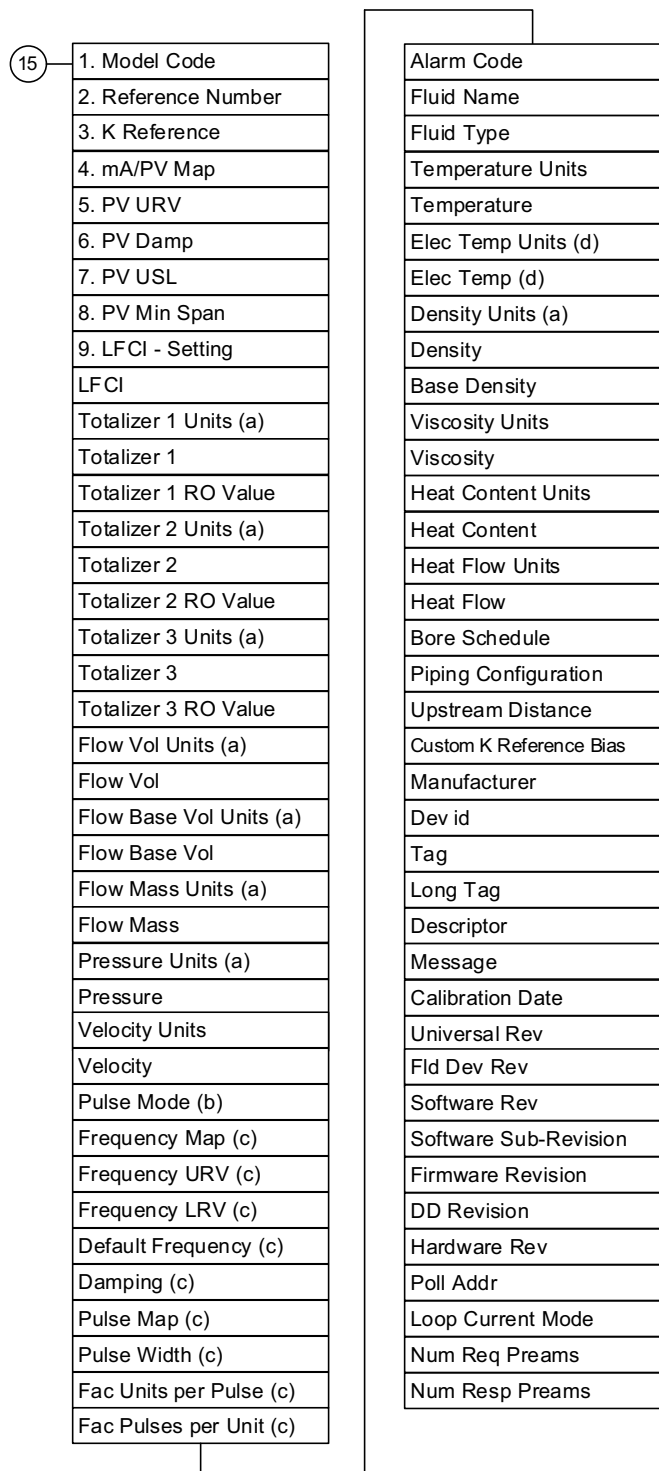 15
1. Model Code
2. Reference Number
3. K Reference
4. mA/PV Map
5. PV URV
6. PV Damp
7. PV USL
8. PV Min Span
9. LFCI - Setting
LFCI
Totalizer 1 Units (a)
Totalizer 1
Totalizer 1 RO Value
Totalizer 2 Units (a)
Totalizer 2
Totalizer 2 RO Value
Totalizer 3 Units (a)
Totalizer 3
Totalizer 3 RO Value
Flow Vol Units (a)
Flow Vol
Flow Base Vol Units (a)
Flow Base Vol
Flow Mass Units (a)
Flow Mass
Pressure Units (a)
Pressure
Velocity Units
Velocity
Pulse Mode (b)
Frequency Map (c)
Frequency URV (c)
Frequency LRV (c)
Default Frequency (c)
Damping (c)
Pulse Map (c)
Pulse Width (c)
Fac Units per Pulse (c)
Fac Pulses per Unit (c)
Alarm Code
Fluid Name
Fluid Type
Temperature Units
Temperature
Elec Temp Units (d)
Elec Temp (d)
Density Units (a)
Density
Base Density
Viscosity Units
Viscosity
Heat Content Units
Heat Content
Heat Flow Units
Heat Flow
Bore Schedule
Piping Configuration
Upstream Distance
Custom K Reference Bias
Manufacturer
Dev id
Tag
Long Tag
Descriptor
Message
Calibration Date
Universal Rev
Fld Dev Rev
Software Rev
Software Sub-Revision
Firmware Revision
DD Revision
Hardware Rev
Poll Addr
Loop Current Mode
Num Req Preams
Num Resp Preams